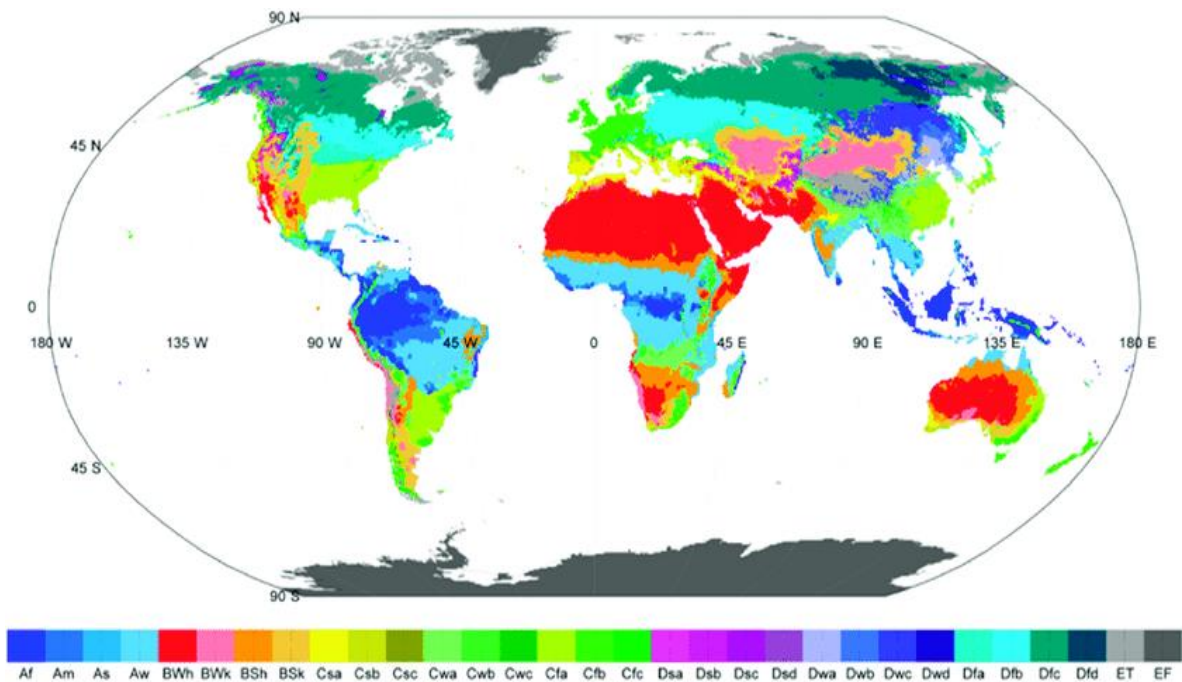 90 N
45 N
0
180 W 135 W 90 W 45 W 0 45 E 90 E 135 E 180 E
45 S
90 S
Af Am As Aw BWh BWk BSh BSk Csa Csb Csc Cwa Cwb Cwc Cfa Cfb Cfc Dsa Dsb Dsc Dsd Dwa Dwb Dwc Dwd Dfa Dfb Dfc Dfd ET EF